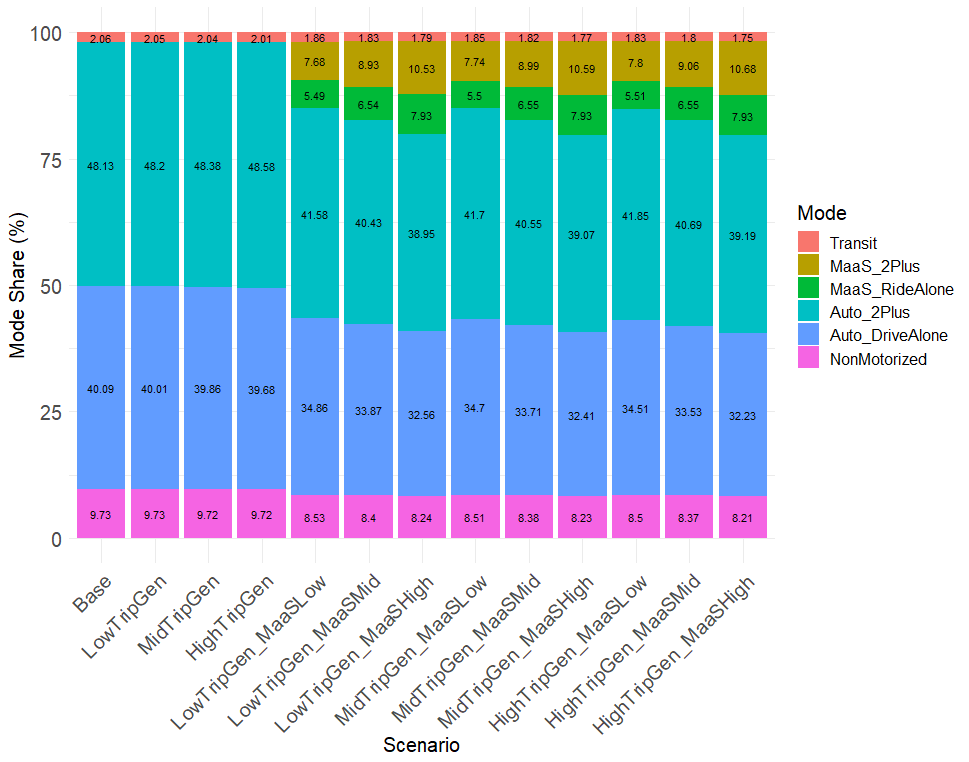 100
75
50
25
0
Mode Share (%)
2.06 2.05 2.04 2.01 1.86 1.83 1.79 1.85 1.82 1.77 1.83 1.8 1.75
7.68 8.93 10.53 7.74 8.99 10.59 7.8 9.06 10.68
5.49 6.54 7.93 5.5 6.55 7.93 5.51 6.55 7.93
48.13 48.2 48.38 48.58 41.58 40.43 38.95 41.7 40.55 39.07 41.85 40.69 39.19
40.09 40.01 39.86 39.68 34.86 33.87 32.56 34.7 33.71 32.41 34.51 33.53 32.23
9.73 9.73 9.72 9.72 8.53 8.4 8.24 8.51 8.38 8.23 8.5 8.37 8.21
Base
LowTripGen
MidTripGen
HighTripGen
LowTripGen_MaaSLow
LowTripGen_MaaSMid
LowTripGen_MaaSHigh
MidTripGen_MaaSLow
MidTripGen_MaaSMid
MidTripGen_MaaSHigh
HighTripGen_MaaSLow
HighTripGen_MaaSMid
HighTripGen_MaaSHigh
Scenario
Mode
Transit
MaaS_2Plus
MaaS_RideAlone
Auto_2Plus
Auto_DriveAlone
NonMotorized